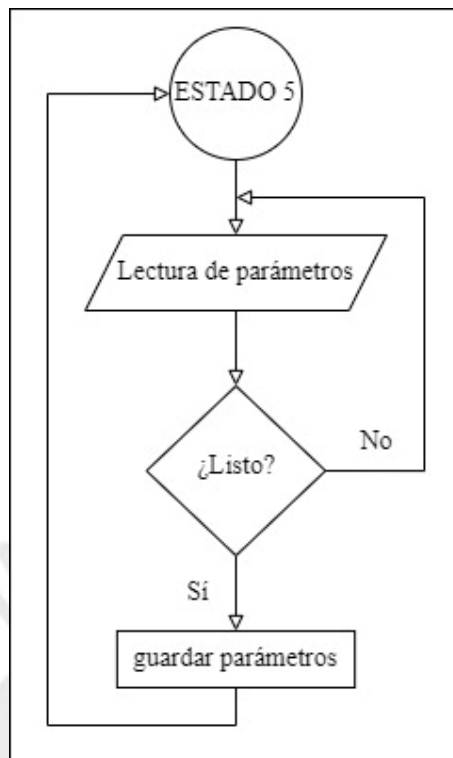 ESTADO 5
Lectura de parámetros
¿Listo?
No
Sí
guardar parámetros